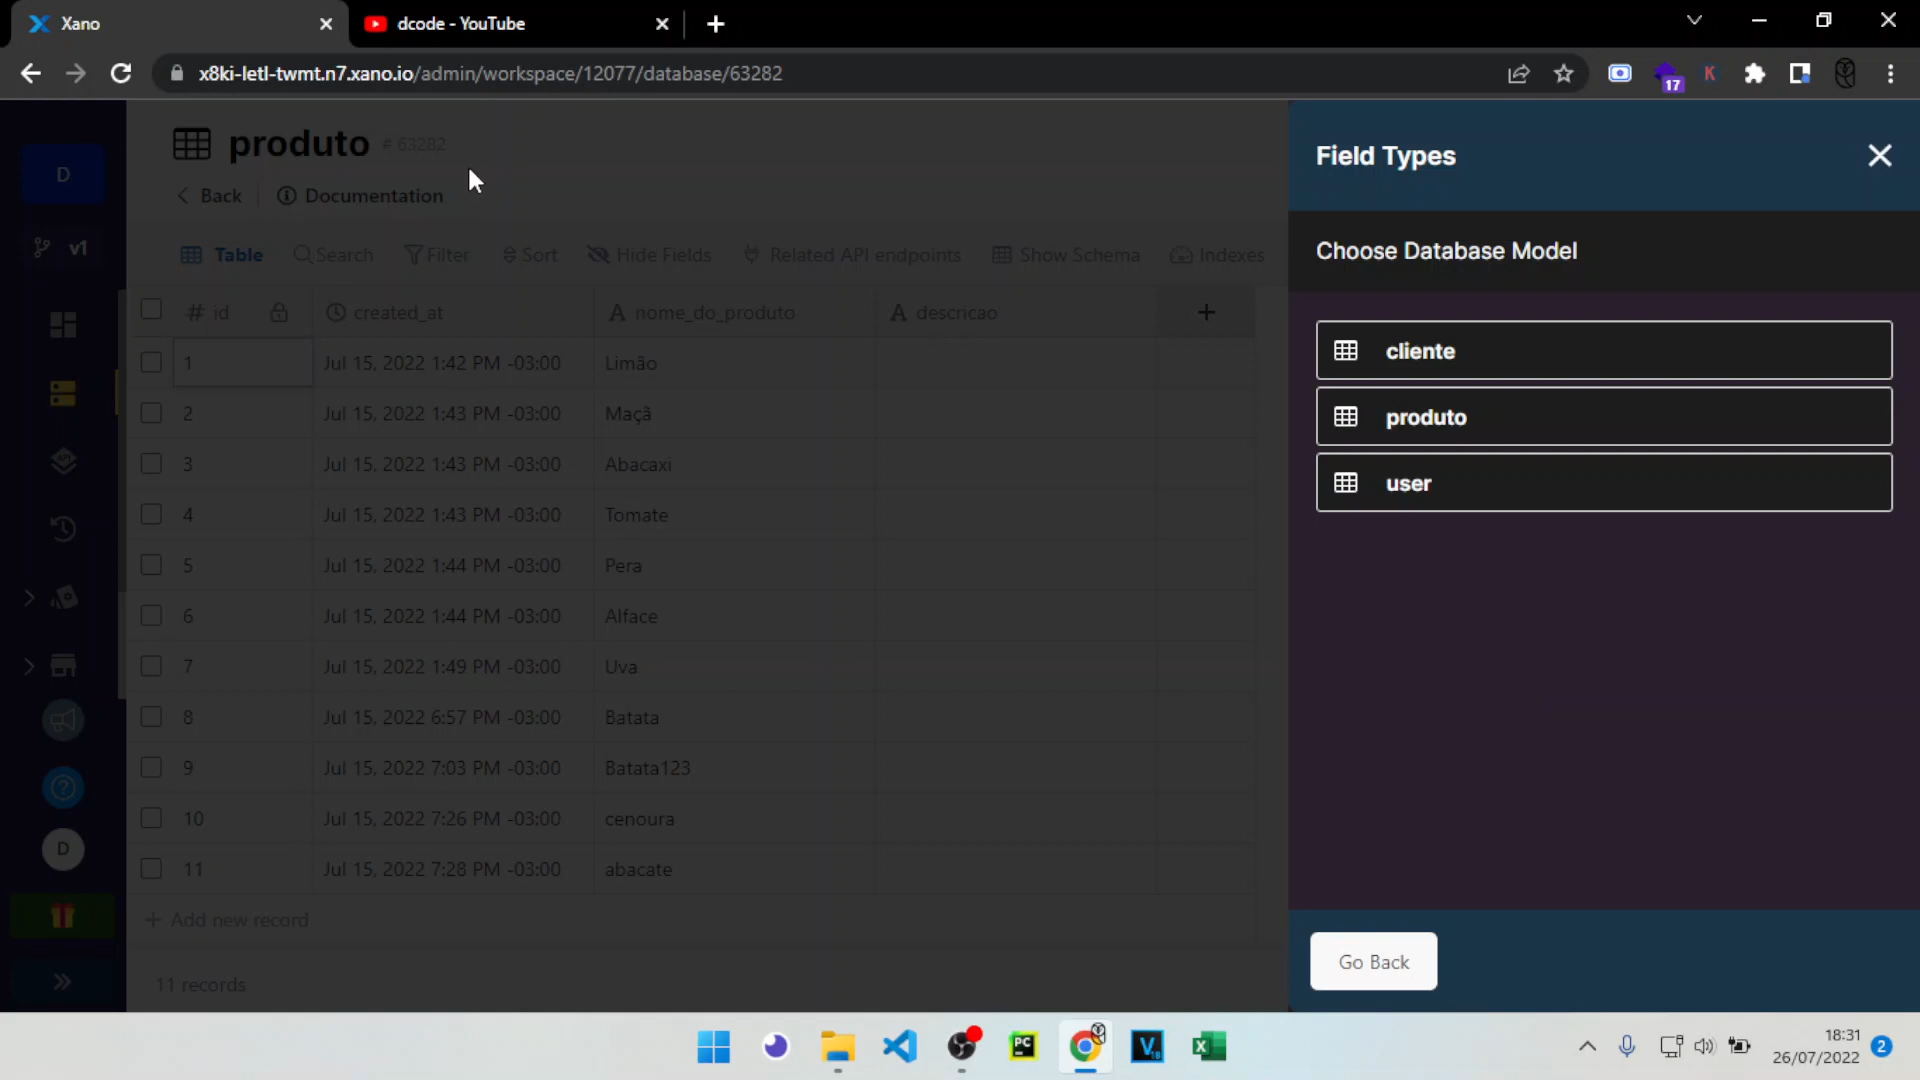 Xano
dcode - YouTube
x8ki-letl-twmt.n7.xano.io/admin/workspace/12077/database/63282
17
K
D
v1
API
D
produto # 63282
Back
Documentation
Table Search Filter Sort Hide Fields Related API endpoints Show Schema Indexes
# id created_at A nome_do_produto A descricao +
1 Jul 15, 2022 1:42 PM -03:00 Limão
2 Jul 15, 2022 1:43 PM -03:00 Maçã
3 Jul 15, 2022 1:43 PM -03:00 Abacaxi
4 Jul 15, 2022 1:43 PM -03:00 Tomate
5 Jul 15, 2022 1:44 PM -03:00 Pera
6 Jul 15, 2022 1:44 PM -03:00 Alface
7 Jul 15, 2022 1:49 PM -03:00 Uva
8 Jul 15, 2022 6:57 PM -03:00 Batata
9 Jul 15, 2022 7:03 PM -03:00 Batata123
10 Jul 15, 2022 7:26 PM -03:00 cenoura
11 Jul 15, 2022 7:28 PM -03:00 abacate
+ Add new record
11 records
Field Types
Choose Database Model
cliente
produto
user
Go Back
PC
V
18
X
18:31
26/07/2022
2